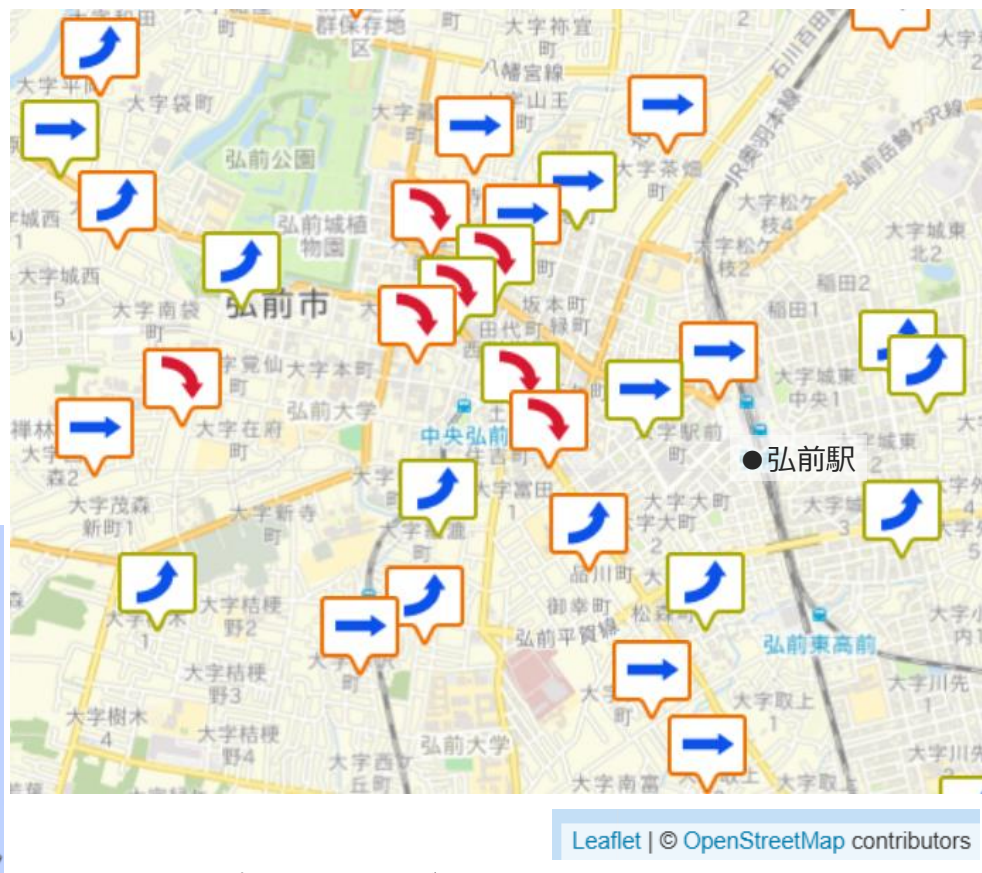 群保存地
区
大字祢宜
町
八幡宮線
石川百田線
大字袋町
弘前公園
JR奥羽本線
弘前岳鰺ケ沢線
大字茶畑
町
大字松ケ
枝4
弘前城植
物園
大字松ケ
枝2
大字城東
北2
大字城西
5
大字南袋
町
弘前市
坂本町
田代町
緑町
稲田2
稲田1
大字本町
弘前大学
大字城東
中央1
大字在府
町
中央弘前
住吉町
大字駅前
町
●弘前駅
大字茂森
新町1
大字新寺
町
大字富田
1
大字大町
大字大町
2
品川町
御幸町
松森町
弘前平賀線
大字桔梗
野2
弘前東高前
大字桔梗
野3
大字樹木
4
大字桔梗
野4
大字西ケ
丘町
弘前大学
大字取上
1
大字川先
1
大字川先
大字南富
大字取上
Leaflet | © OpenStreetMap contributors